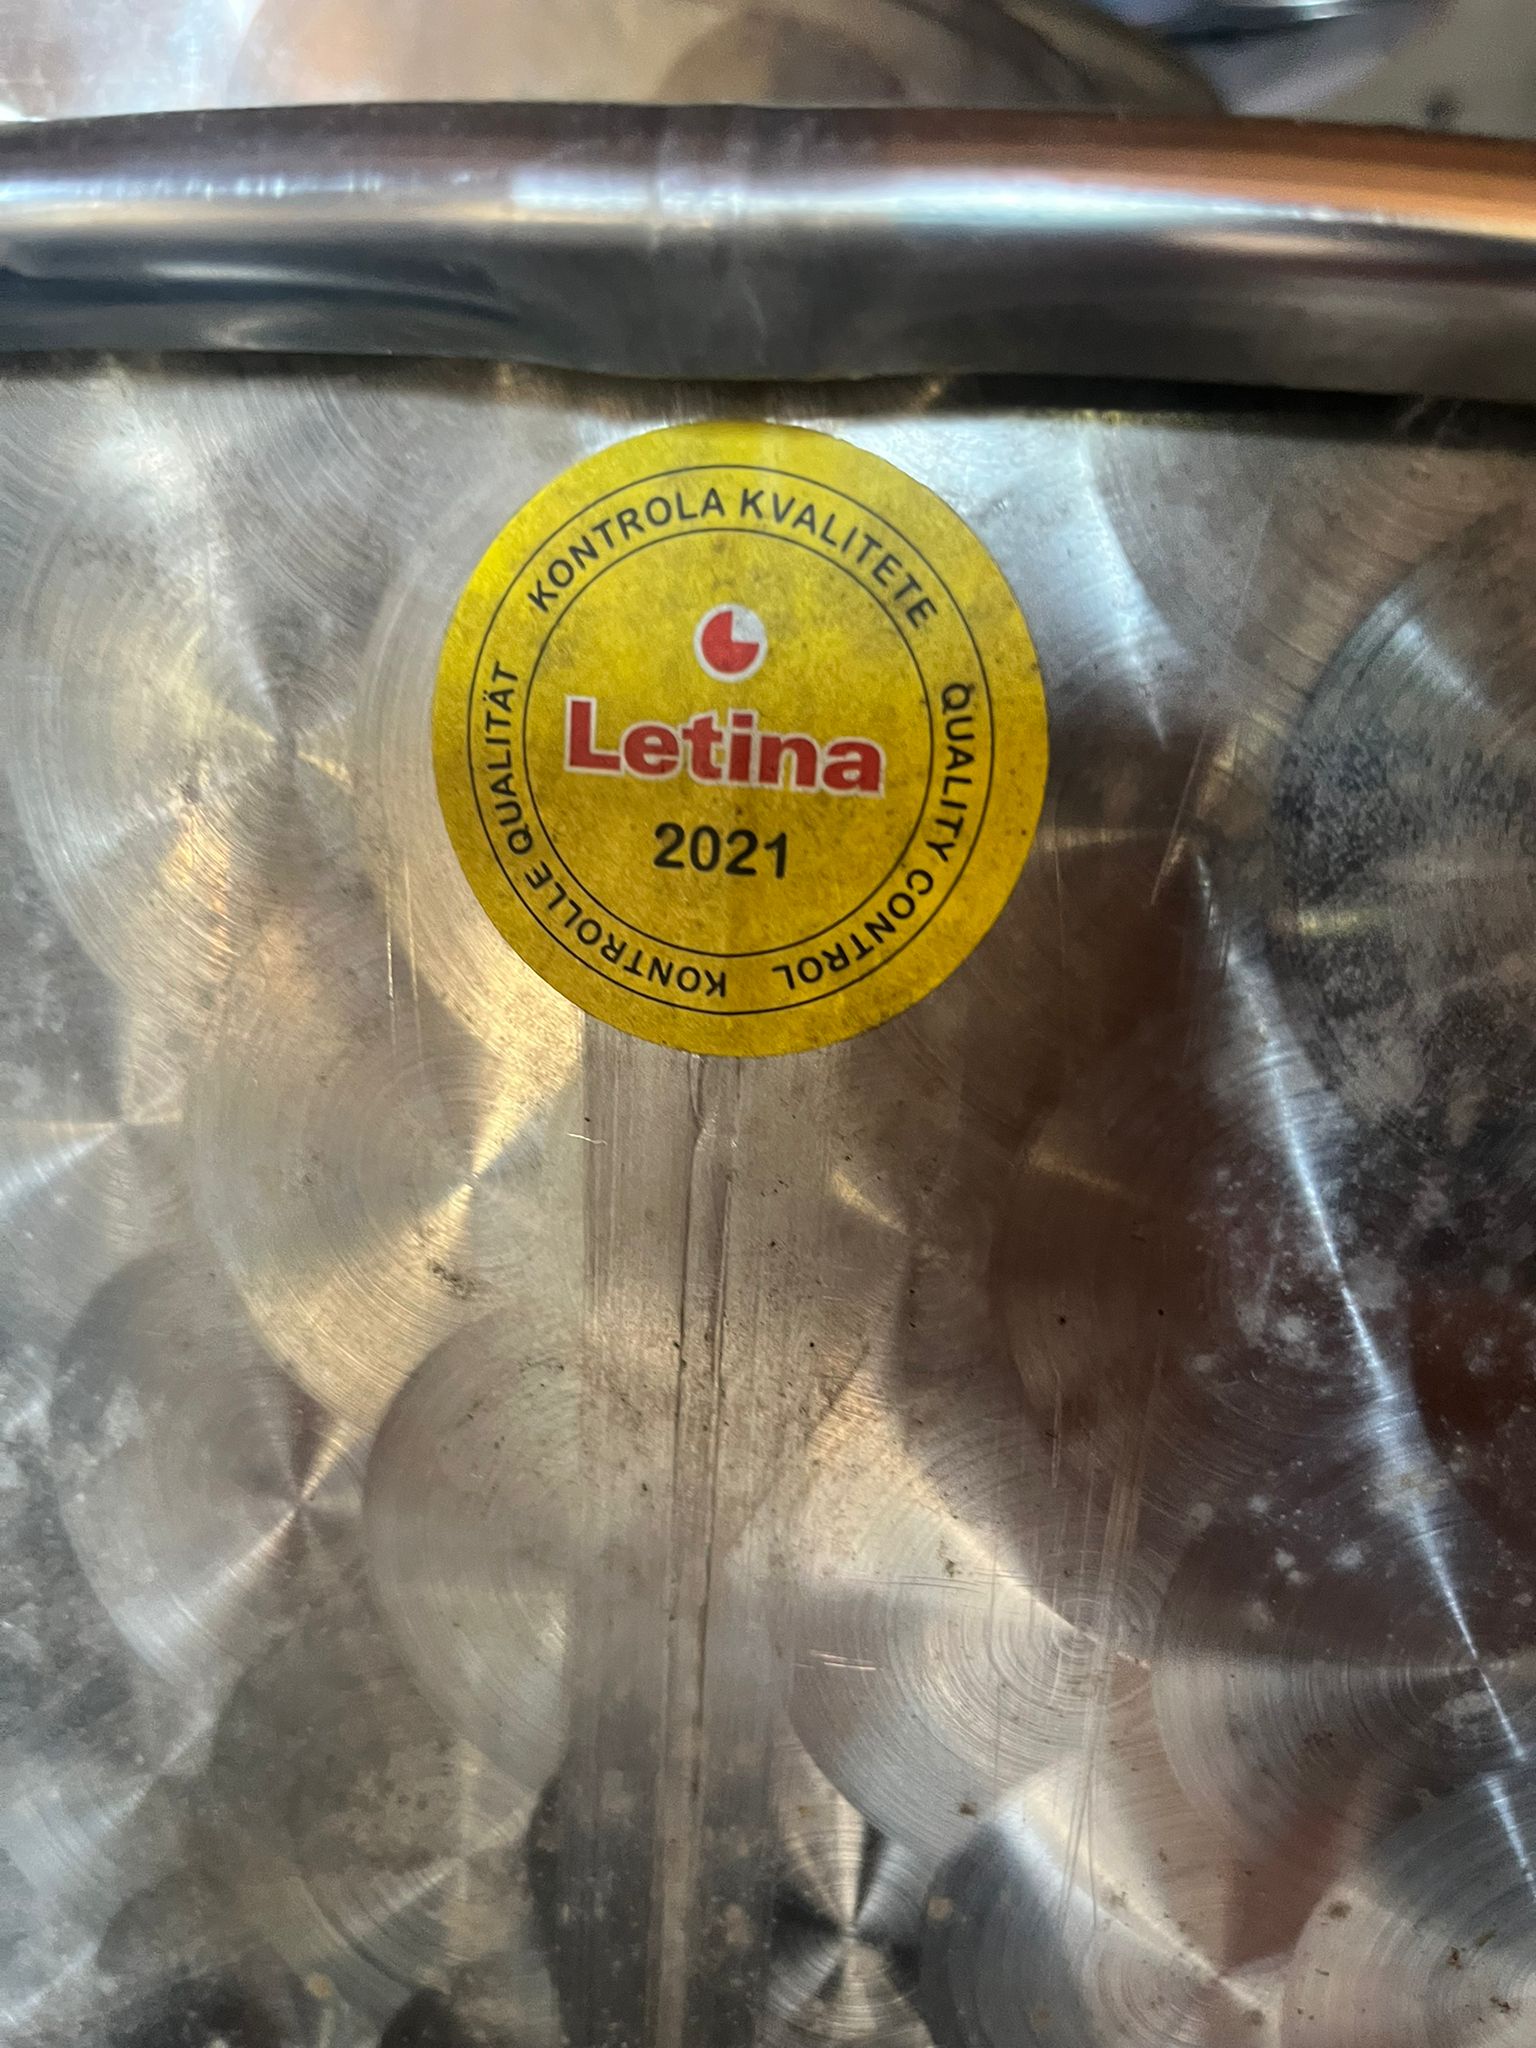 KONTROLA KVALITETE
QUALITY CONTROL
KONTROLLE QUALITÄT
Letina
2021